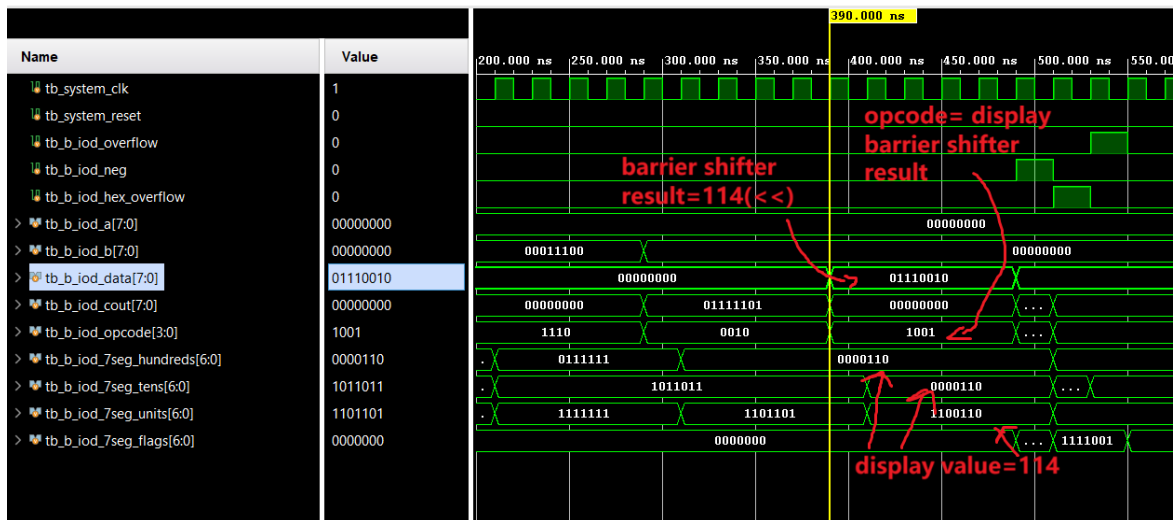 390.000 ns
Name Value
200.000 ns 250.000 ns 300.000 ns 350.000 ns 400.000 ns 450.000 ns 500.000 ns 550.00
tb_system_clk 1
tb_system_reset 0
tb_b_iod_overflow 0
tb_b_iod_neg 0
tb_b_iod_hex_overflow 0
opcode= display
barrier shifter
result
barrier shifter
result=114(<<)
tb_b_iod_a[7:0] 00000000 00000000
tb_b_iod_b[7:0] 00000000 00011100 00000000
tb_b_iod_data[7:0] 01110010 00000000 01110010
tb_b_iod_cout[7:0] 00000000 00000000 01111101 00000000 ...
tb_b_iod_opcode[3:0] 1001 1110 0010 1001 ...
tb_b_iod_7seg_hundreds[6:0] 0000110 . 0111111 0000110
tb_b_iod_7seg_tens[6:0] 1011011 . 1011011 0000110 ...
tb_b_iod_7seg_units[6:0] 1101101 . 1111111 1101101 1100110
tb_b_iod_7seg_flags[6:0] 0000000 0000000 ... 1111001
display value=114